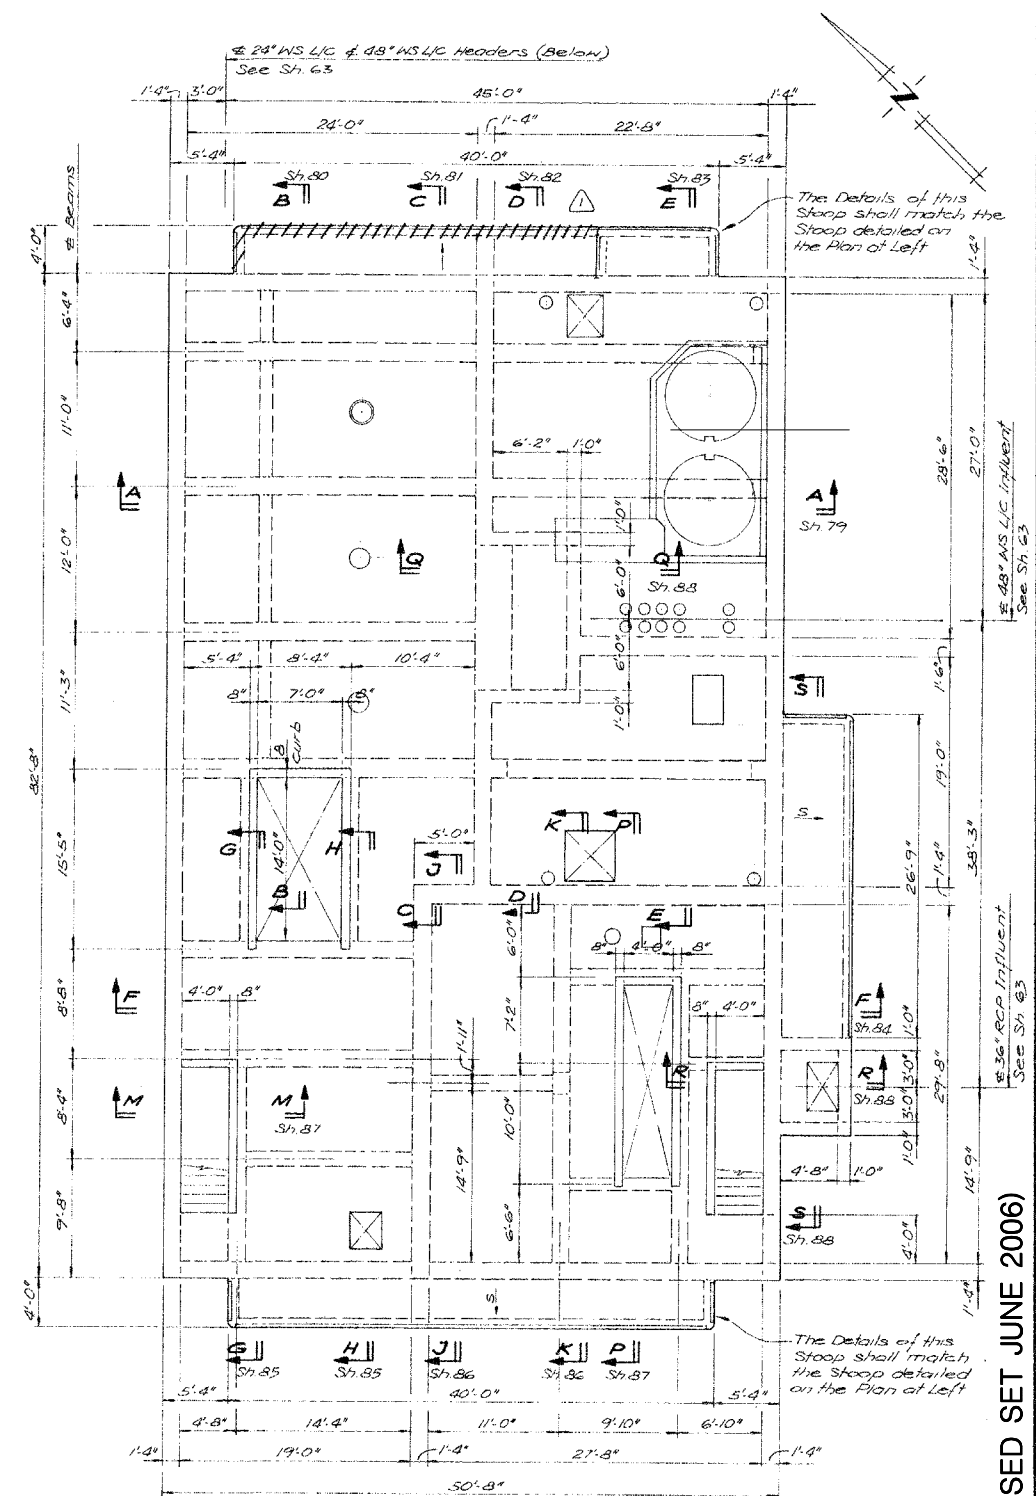 ℄ 24" WS L/C & 48" WS L/C Headers (Below)
See Sh. 63
1'-4" 3'-0" 45'-0" 1'-4"
24'-0" 1'-4" 22'-8"
5'-4" 40'-0" 5'-4"
N
Sh.80 Sh.81 Sh.82 Sh.83
B C D 1 E
The Details of this
Stoop shall match the
Stoop detailed on
the Plan at Left
℄ Beams
4'-0"
6'-4"
11'-0"
12'-0"
11'-3"
15'-5"
8'-8"
8'-4"
9'-8"
82'-8"
4'-0"
1'-4"
28'-6"
27'-0"
℄ 48" WS L/C Influent
See Sh. 63
6'-2" 1'-0"
A
A
Sh.79
Q
Q
Sh.88
1'-0"
6'-0"
6'-0"
1'-0"
5'-4" 8'-4" 10'-4"
8" 7'-0" 8"
8
curb
1'-6"
S
19'-0"
38'-3"
26'-9"
1'-4"
S
G H
14'-0"
5'-0"
J
K P
B
C D E
6'-0"
8" 4'-0" 8"
7'-2"
F
4'-0" 8"
8" 4'-0"
F
Sh.84
1'-0"
℄ 36" RCP Influent
See Sh. 63
1'-11"
M
M
Sh.87
R
R
Sh.88
3'-0"
3'-0"
1'-0"
29'-8"
10'-0"
14'-9"
6'-6"
4'-8" 1'-0"
14'-9"
S
Sh.88
4'-0"
1'-4"
S
G H J K P
Sh.85 Sh.85 Sh.86 Sh.86 Sh.87
The Details of this
Stoop shall match
the Stoop detailed
on the Plan at Left
5'-4" 40'-0" 5'-4"
4'-8" 14'-4" 11'-0" 9'-10" 6'-10"
1'-4" 19'-0" 1'-4" 27'-8" 1'-4"
50'-8"
SED SET JUNE 2006)